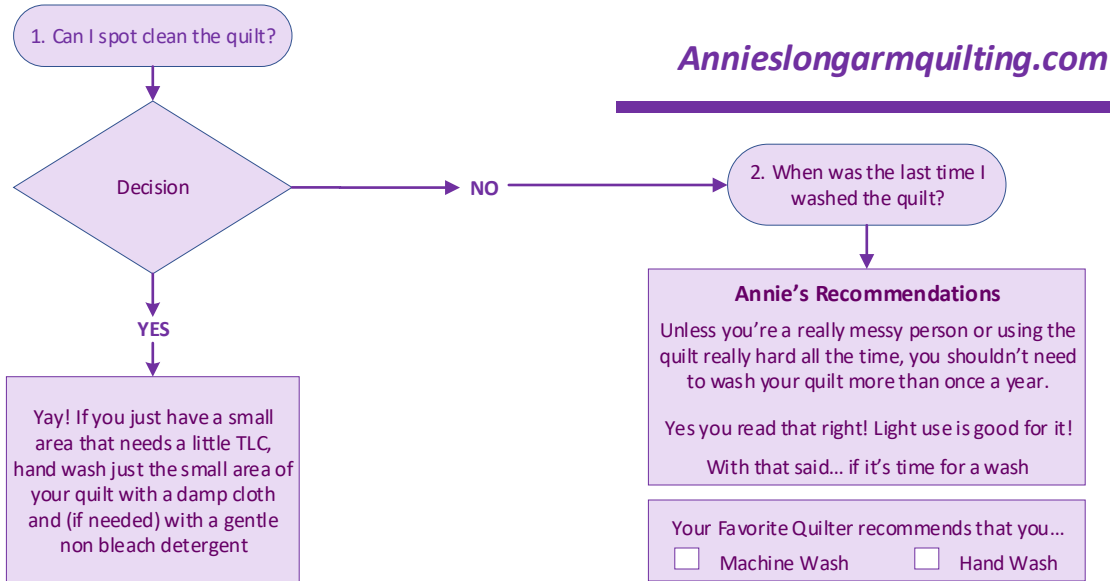 1. Can I spot clean the quilt?
Annieslongarmquilting.com
Decision
NO
2. When was the last time I
washed the quilt?
YES
Yay! If you just have a small
area that needs a little TLC,
hand wash just the small area of
your quilt with a damp cloth
and (if needed) with a gentle
non bleach detergent
Annie's Recommendations
Unless you're a really messy person or using the
quilt really hard all the time, you shouldn't need
to wash your quilt more than once a year.
Yes you read that right! Light use is good for it!
With that said... if it's time for a wash
Your Favorite Quilter recommends that you...
Machine Wash
Hand Wash